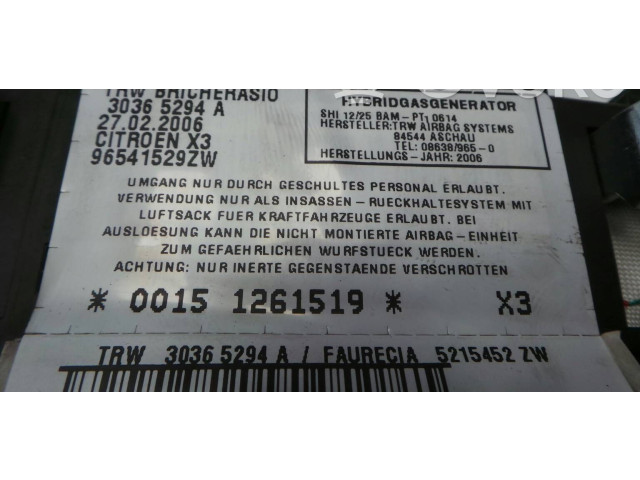 TRW BRICHERASIO
3036 5294 A
27.02.2006
CITROEN X3
96541529ZW
HYBRIDGASGENERATOR
SHI 12/25 BAM-PT1 0614
HERSTELLER:TRW AIRBAG SYSTEMS
84544 ASCHAU
TEL: 08638/965-0
HERSTELLUNGS-JAHR: 2006
UMGANG NUR DURCH GESCHULTES PERSONAL ERLAUBT.
VERWENDUNG NUR ALS INSASSEN-RUECKHALTESYSTEM MIT
LUFTSACK FUER KRAFTFAHRZEUGE ERLAUBT. BEI
AUSLOESUNG KANN DIE NICHT MONTIERTE AIRBAG-EINHEIT
ZUM GEFAEHRLICHEN WURFSTUECK WERDEN.
ACHTUNG: NUR INERTE GEGENSTAENDE VERSCHROTTEN
* 0015 1261519 * X3
TRW 3036 5294 A / FAURECIA 5215452 ZW